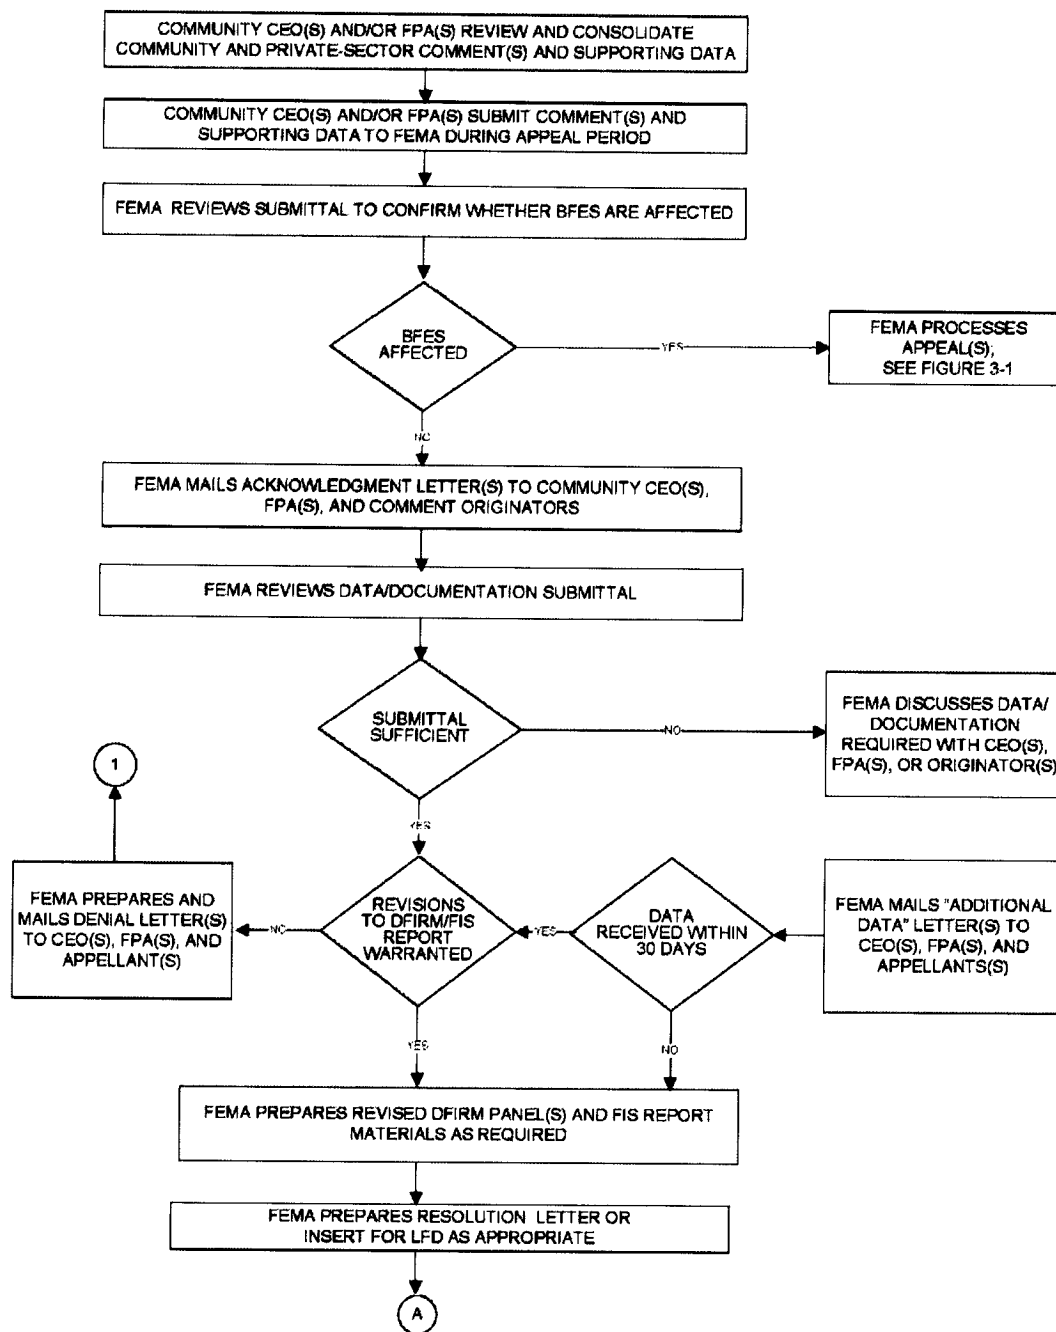 COMMUNITY CEO(S) AND/OR FPA(S) REVIEW AND CONSOLIDATE
COMMUNITY AND PRIVATE-SECTOR COMMENT(S) AND SUPPORTING DATA
COMMUNITY CEO(S) AND/OR FPA(S) SUBMIT COMMENT(S) AND
SUPPORTING DATA TO FEMA DURING APPEAL PERIOD
FEMA REVIEWS SUBMITTAL TO CONFIRM WHETHER BFES ARE AFFECTED
BFES
AFFECTED
YES
FEMA PROCESSES
APPEAL(S);
SEE FIGURE 3-1
NO
FEMA MAILS ACKNOWLEDGMENT LETTER(S) TO COMMUNITY CEO(S),
FPA(S), AND COMMENT ORIGINATORS
FEMA REVIEWS DATA/DOCUMENTATION SUBMITTAL
SUBMITTAL
SUFFICIENT
NO
FEMA DISCUSSES DATA/
DOCUMENTATION
REQUIRED WITH CEO(S),
FPA(S), OR ORIGINATOR(S)
1
YES
FEMA PREPARES AND
MAILS DENIAL LETTER(S)
TO CEO(S), FPA(S), AND
APPELLANT(S)
NO
REVISIONS
TO DFIRM/FIS
REPORT
WARRANTED
YES
DATA
RECEIVED WITHIN
30 DAYS
FEMA MAILS "ADDITIONAL
DATA" LETTER(S) TO
CEO(S), FPA(S), AND
APPELLANTS(S)
YES
NO
FEMA PREPARES REVISED DFIRM PANEL(S) AND FIS REPORT
MATERIALS AS REQUIRED
FEMA PREPARES RESOLUTION LETTER OR
INSERT FOR LFD AS APPROPRIATE
A